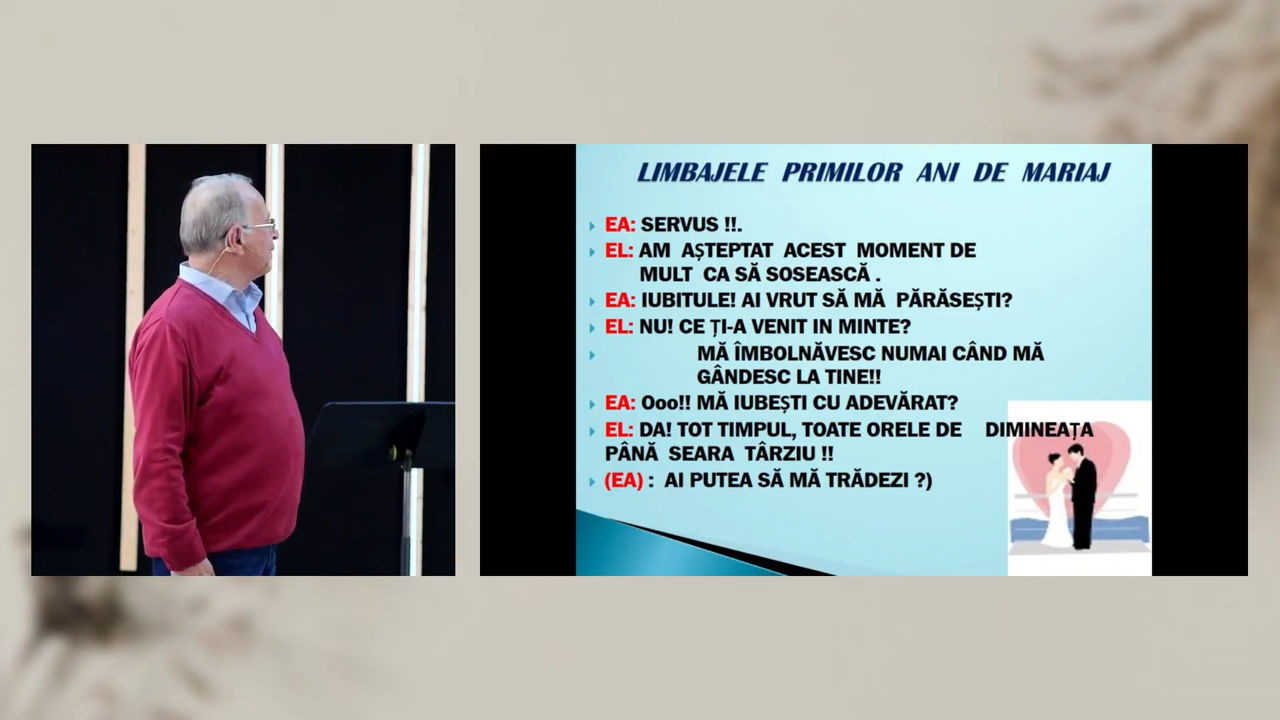 LIMBAJELE PRIMILOR ANI DE MARIAJ
EA: SERVUS !!.
EL: AM AȘTEPTAT ACEST MOMENT DE
MULT CA SĂ SOSEASCĂ .
EA: IUBITULE! AI VRUT SĂ MĂ PĂRĂSEȘTI?
EL: NU! CE ȚI-A VENIT IN MINTE?
MĂ ÎMBOLNĂVESC NUMAI CÂND MĂ
GÂNDESC LA TINE!!
EA: Ooo!! MĂ IUBEȘTI CU ADEVĂRAT?
EL: DA! TOT TIMPUL, TOATE ORELE DE DIMINEAȚA
PÂNĂ SEARA TÂRZIU !!
(EA) : AI PUTEA SĂ MĂ TRĂDEZI ?)